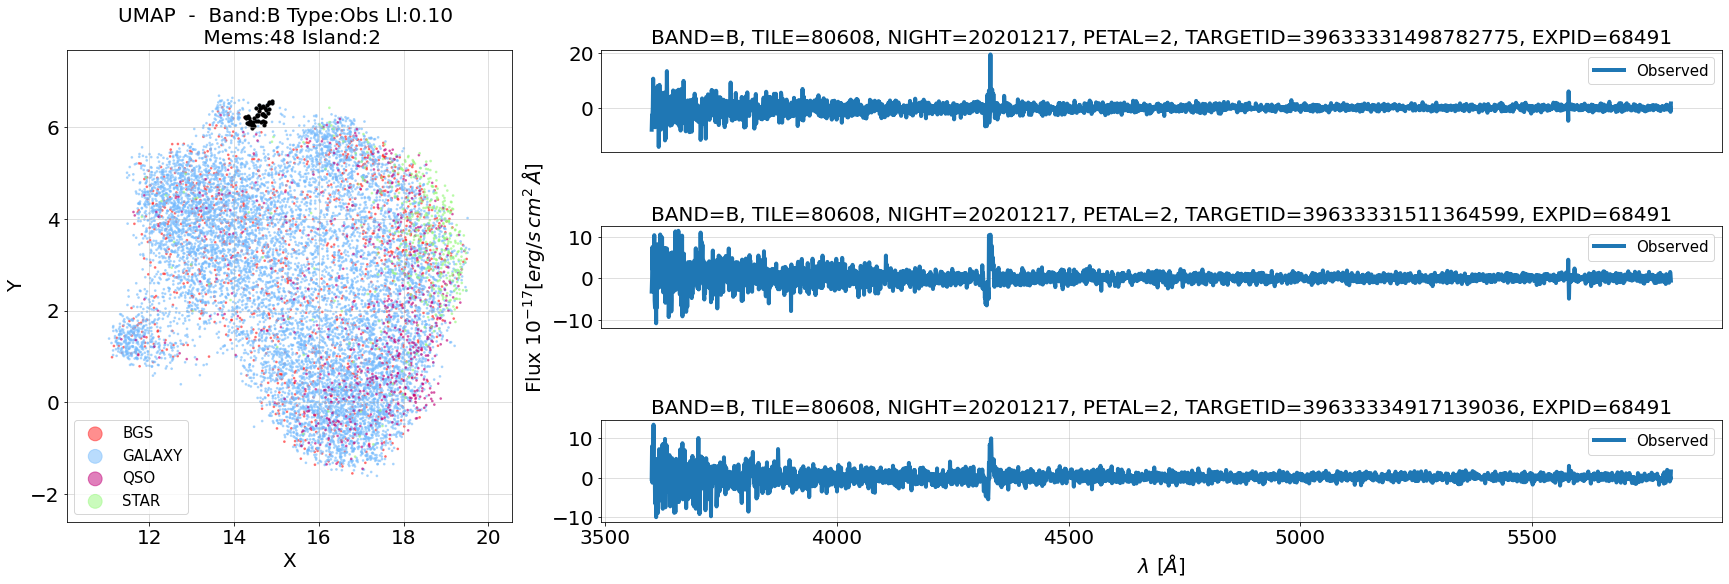 UMAP - Band:B Type:Obs Ll:0.10
Mems:48 Island:2
Y
6
4
2
0
−2
12
14
16
18
20
X
BGS
GALAXY
QSO
STAR
Flux 10^{-17}[erg/s cm^2 Å]
BAND=B, TILE=80608, NIGHT=20201217, PETAL=2, TARGETID=39633331498782775, EXPID=68491
20
0
Observed
BAND=B, TILE=80608, NIGHT=20201217, PETAL=2, TARGETID=39633331511364599, EXPID=68491
10
0
−10
Observed
BAND=B, TILE=80608, NIGHT=20201217, PETAL=2, TARGETID=39633334917139036, EXPID=68491
10
0
−10
Observed
3500
4000
4500
5000
5500
λ [Å]